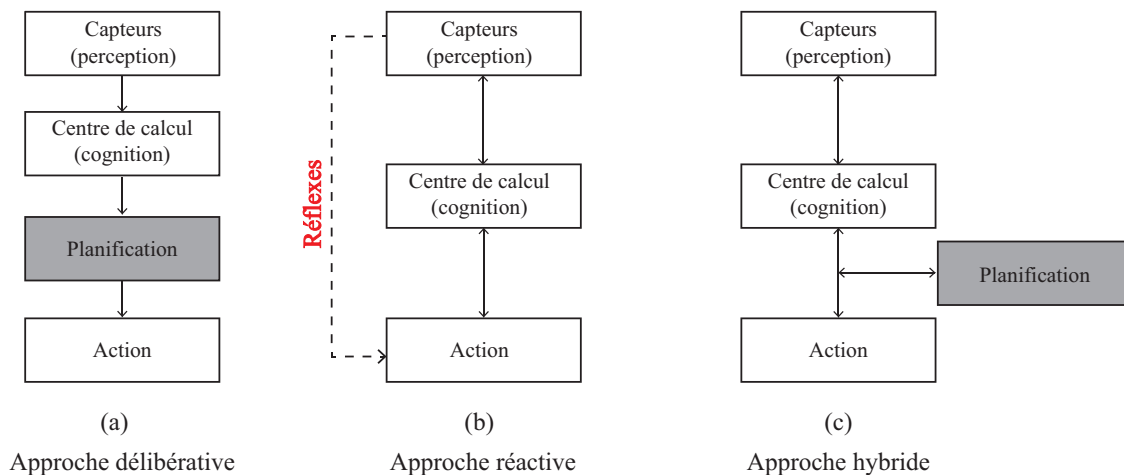 Capteurs
(perception)
Centre de calcul
(cognition)
Planification
Action
(a)
Approche délibérative
Réflexes
Capteurs
(perception)
Centre de calcul
(cognition)
Action
(b)
Approche réactive
Capteurs
(perception)
Centre de calcul
(cognition)
Planification
Action
(c)
Approche hybride